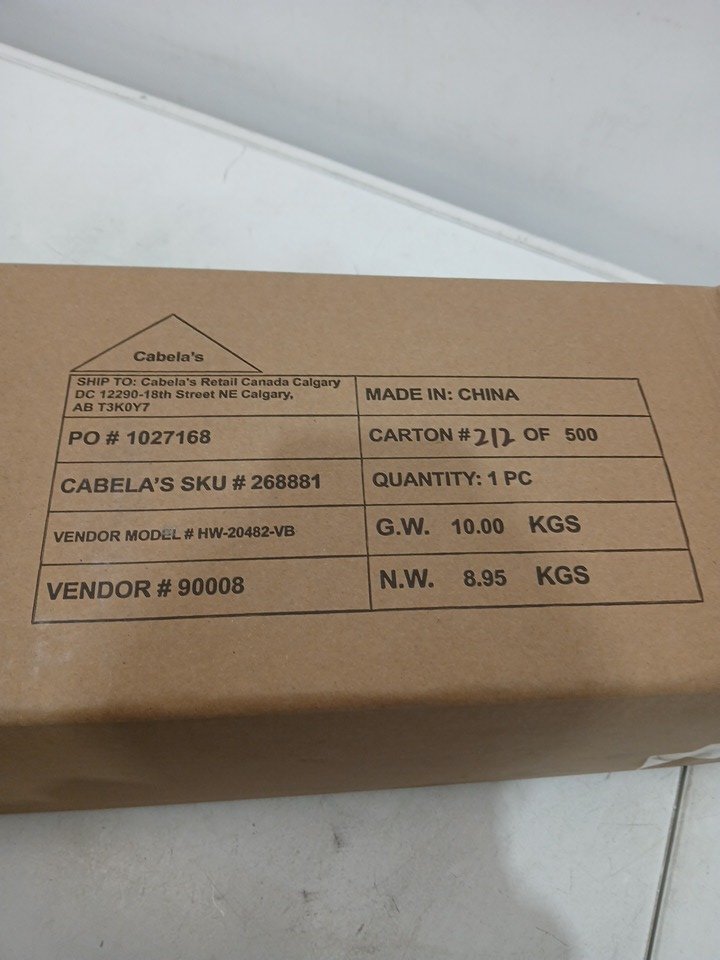 Cabela's
SHIP TO: Cabela's Retail Canada Calgary
DC 12290-18th Street NE Calgary,
AB T3K0Y7
MADE IN: CHINA
PO # 1027168
CARTON # 212 OF 500
CABELA'S SKU # 268881
QUANTITY: 1 PC
VENDOR MODEL # HW-20482-VB
G.W. 10.00 KGS
VENDOR # 90008
N.W. 8.95 KGS